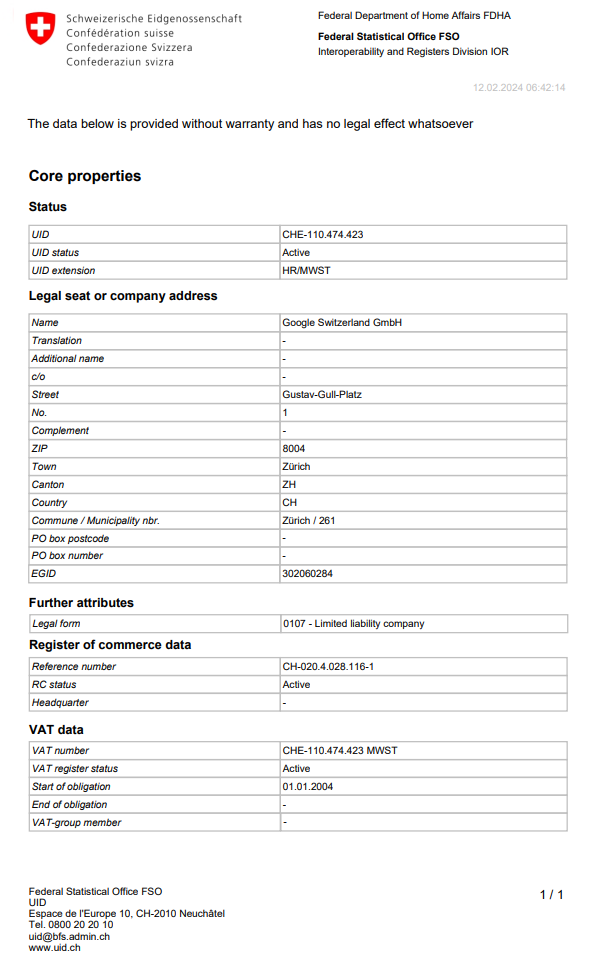 Schweizerische Eidgenossenschaft
Confédération suisse
Confederazione Svizzera
Confederaziun svizra
Federal Department of Home Affairs FDHA
Federal Statistical Office FSO
Interoperability and Registers Division IOR
12.02.2024 06:42:14
The data below is provided without warranty and has no legal effect whatsoever
Core properties
Status
UID CHE-110.474.423
UID status Active
UID extension HR/MWST
Legal seat or company address
Name Google Switzerland GmbH
Translation -
Additional name -
c/o -
Street Gustav-Gull-Platz
No. 1
Complement -
ZIP 8004
Town Zürich
Canton ZH
Country CH
Commune / Municipality nbr. Zürich / 261
PO box postcode -
PO box number -
EGID 302060284
Further attributes
Legal form 0107 - Limited liability company
Register of commerce data
Reference number CH-020.4.028.116-1
RC status Active
Headquarter -
VAT data
VAT number CHE-110.474.423 MWST
VAT register status Active
Start of obligation 01.01.2004
End of obligation -
VAT-group member -
Federal Statistical Office FSO
UID
Espace de l'Europe 10, CH-2010 Neuchâtel
Tel. 0800 20 20 10
uid@bfs.admin.ch
www.uid.ch
1 / 1